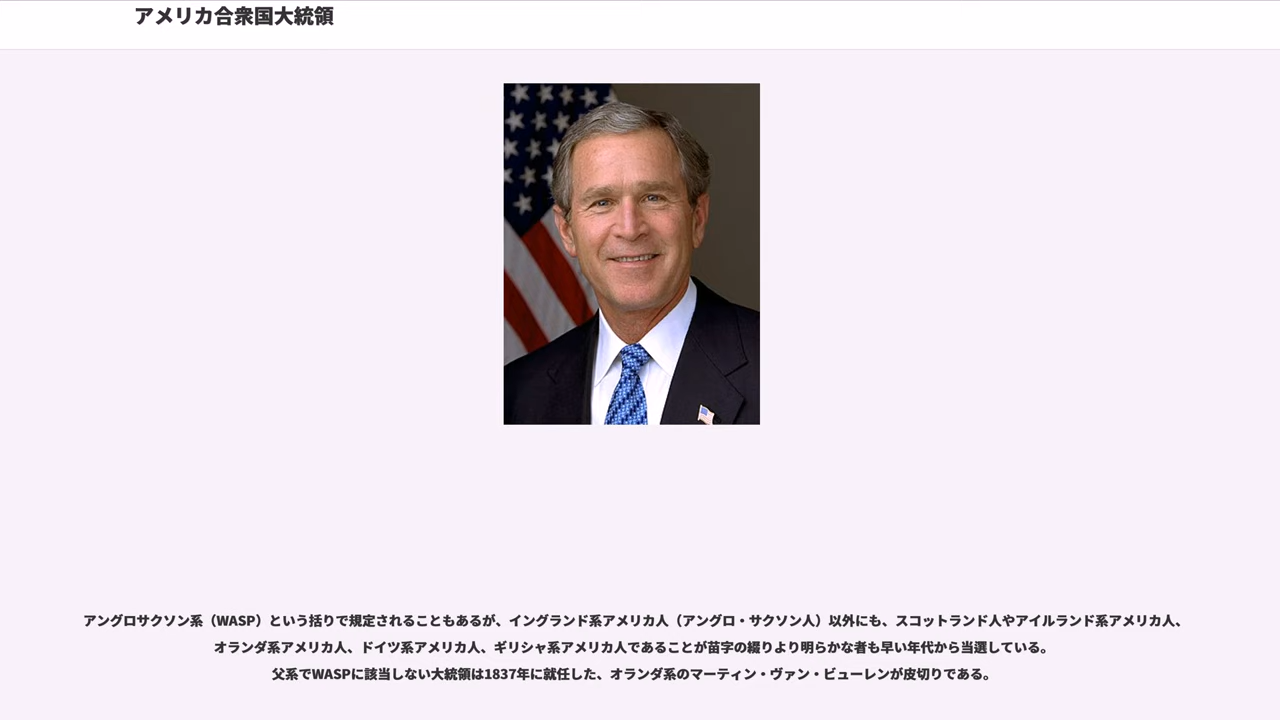 アメリカ合衆国大統領
アングロサクソン系（WASP）という括りで規定されることもあるが、イングランド系アメリカ人（アングロ・サクソン人）以外にも、スコットランド人やアイルランド系アメリカ人、
オランダ系アメリカ人、ドイツ系アメリカ人、ギリシャ系アメリカ人であることが苗字の綴りより明らかな者も早い年代から当選している。
父系でWASPに該当しない大統領は1837年に就任した、オランダ系のマーティン・ヴァン・ビューレンが皮切りである。